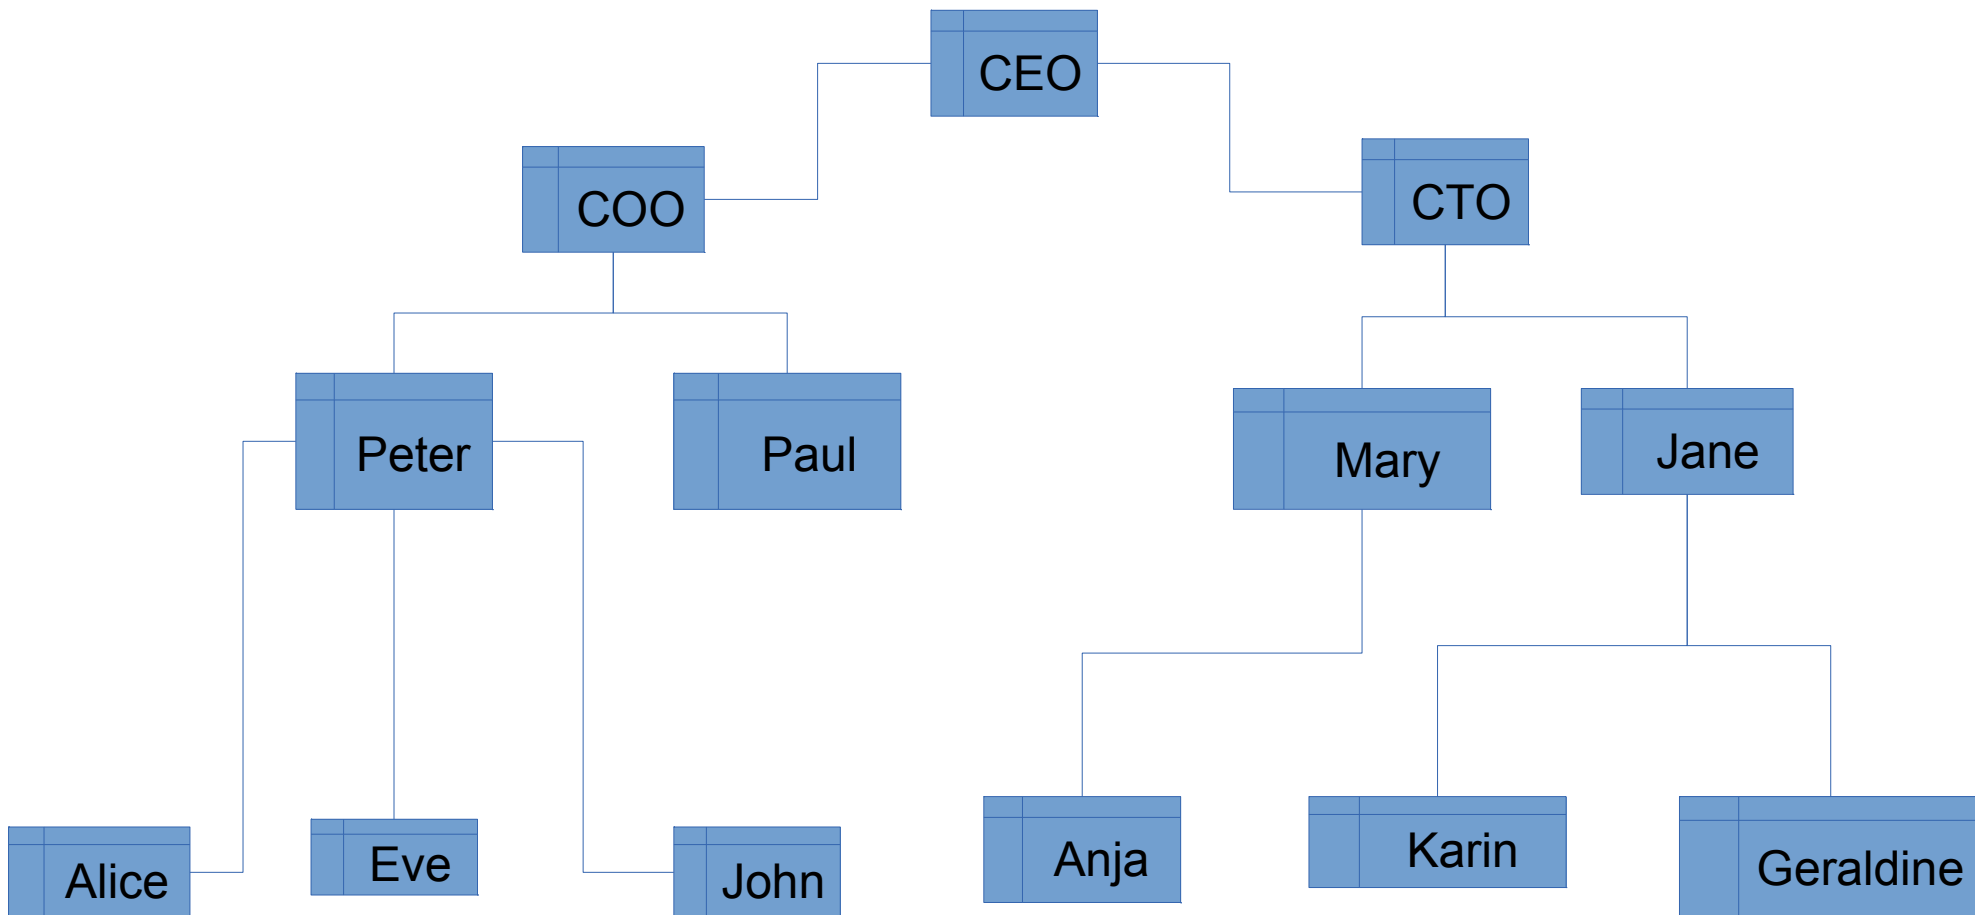 CEO
COO
CTO
Peter
Paul
Mary
Jane
Alice
Eve
John
Anja
Karin
Geraldine